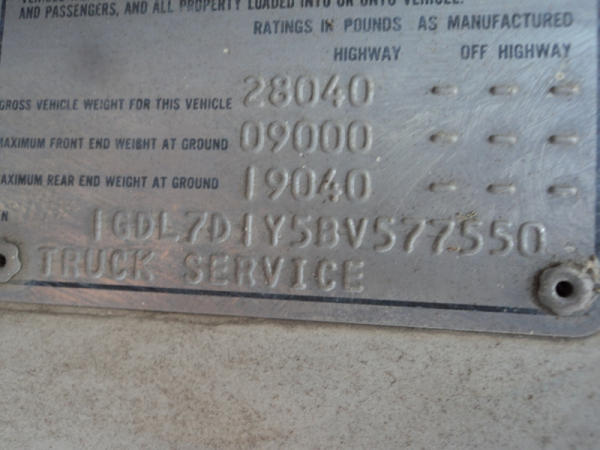 AND PASSENGERS, AND ALL PROPERTY LOADED INTO OR ONTO VEHICLE.
RATINGS IN POUNDS AS MANUFACTURED
HIGHWAY OFF HIGHWAY
GROSS VEHICLE WEIGHT FOR THIS VEHICLE 28040 - - -
MAXIMUM FRONT END WEIGHT AT GROUND 09000 - - -
MAXIMUM REAR END WEIGHT AT GROUND 19040 - - -
1GDL7D1Y5BV577550
TRUCK SERVICE